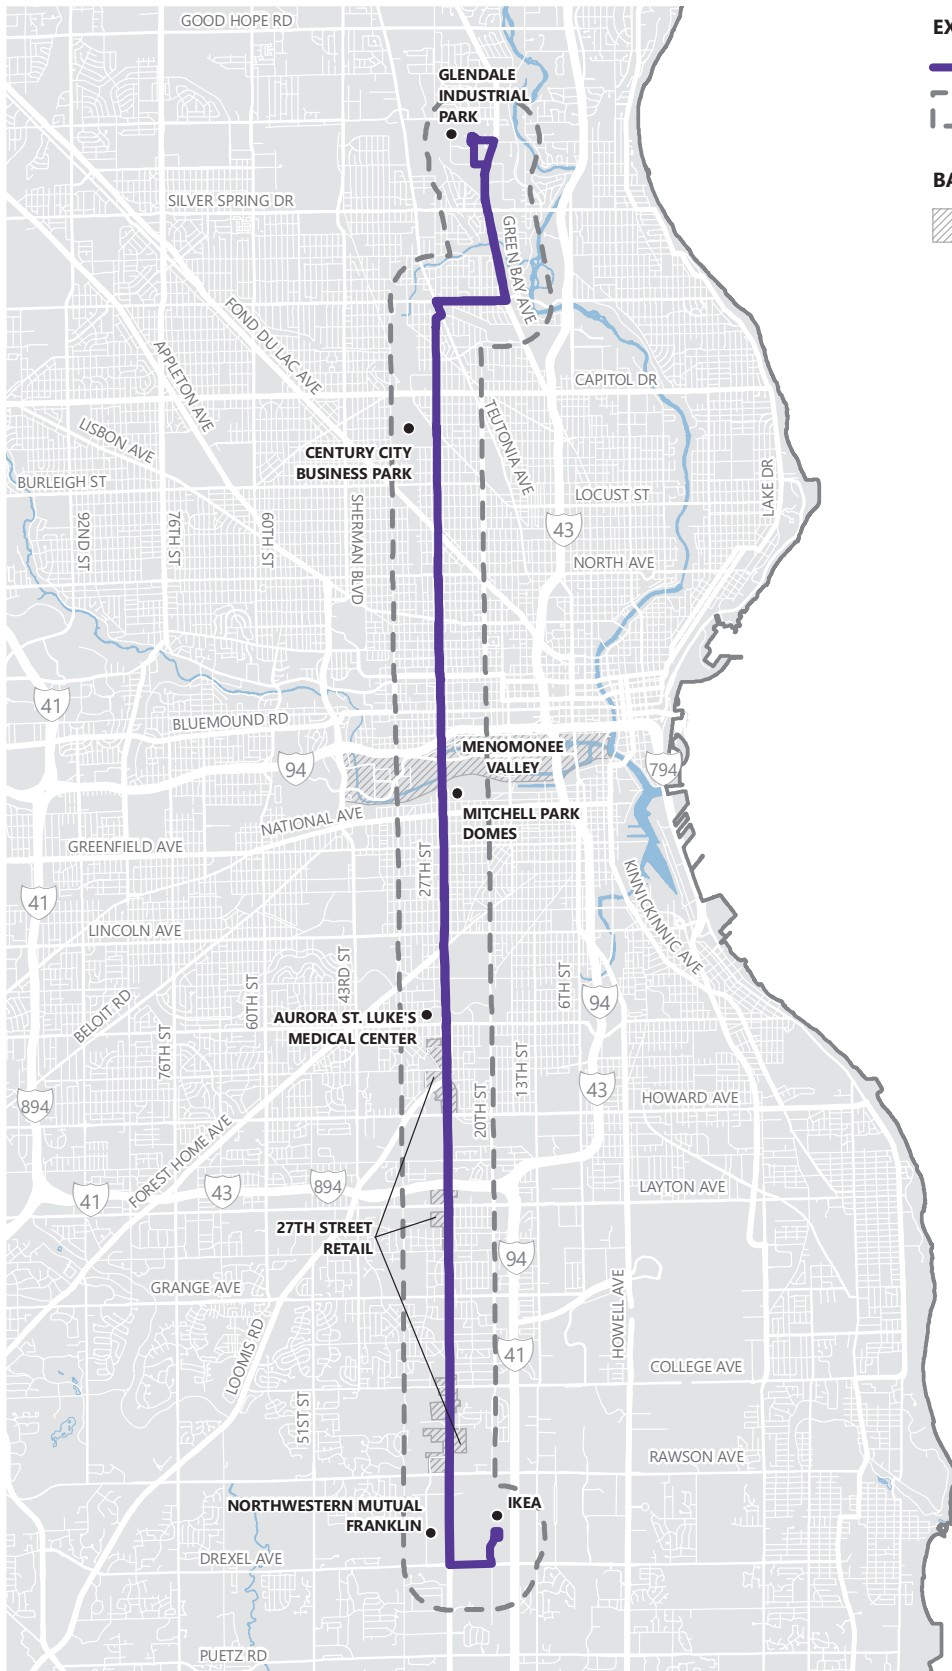 GOOD HOPE RD
EX
GLENDALE
INDUSTRIAL
PARK
BA
SILVER SPRING DR
GREEN BAY AVE
FOND DU LAC AVE
APPLETON AVE
CAPITOL DR
LISBON AVE
TEUTONIA AVE
CENTURY CITY
BUSINESS PARK
BURLEIGH ST
LOCUST ST
LAKE DR
92ND ST
76TH ST
60TH ST
SHERMAN BLVD
43
NORTH AVE
41
BLUEMOUND RD
94
MENOMONEE
VALLEY
794
MITCHELL PARK
DOMES
NATIONAL AVE
GREENFIELD AVE
27TH ST
KINNICKINNIC AVE
41
LINCOLN AVE
43RD ST
60TH ST
6TH ST
BELOIT RD
94
AURORA ST. LUKE'S
MEDICAL CENTER
76TH ST
13TH ST
43
894
20TH ST
HOWARD AVE
FOREST HOME AVE
41
43
894
LAYTON AVE
27TH STREET
RETAIL
94
GRANGE AVE
HOWELL AVE
LOOMIS RD
41
COLLEGE AVE
51ST ST
RAWSON AVE
NORTHWESTERN MUTUAL
FRANKLIN
IKEA
DREXEL AVE
PUETZ RD